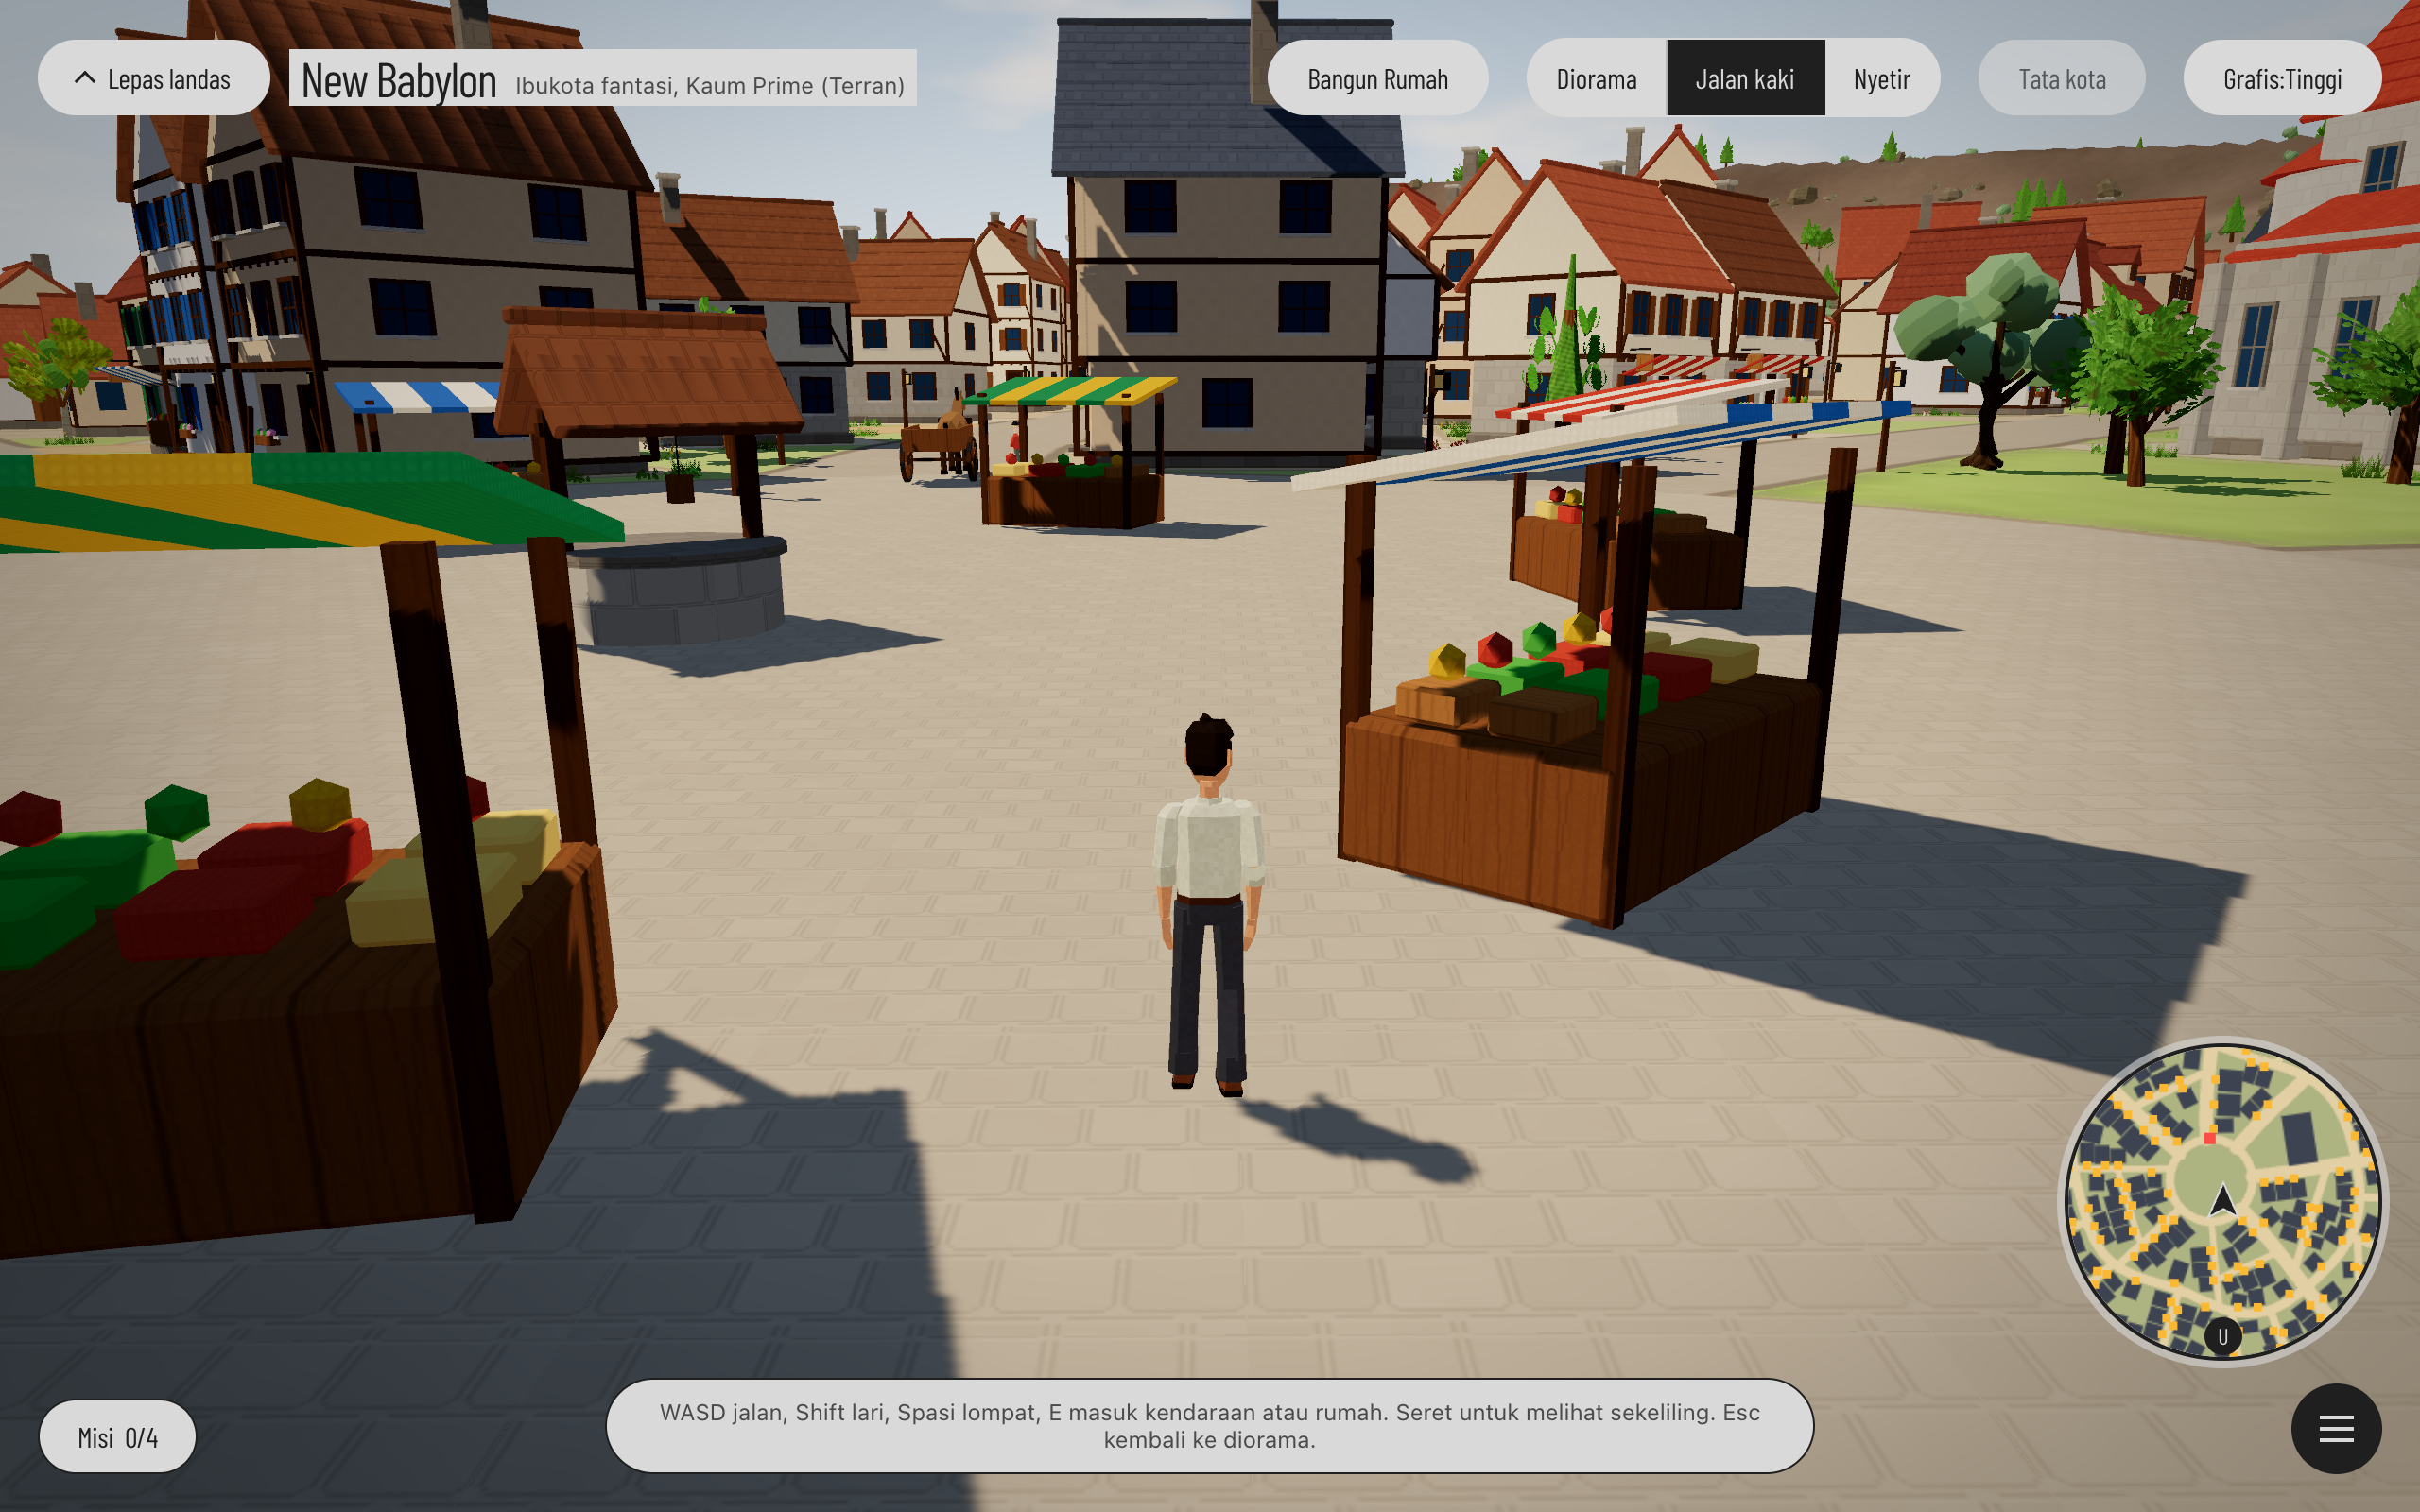 Lepas landas
New Babylon Ibukota fantasi, Kaum Prime (Terran)
Bangun Rumah
Diorama
Jalan kaki
Nyetir
Tata kota
Grafis:Tinggi
U
Misi 0/4
WASD jalan, Shift lari, Spasi lompat, E masuk kendaraan atau rumah. Seret untuk melihat sekeliling. Esc
kembali ke diorama.